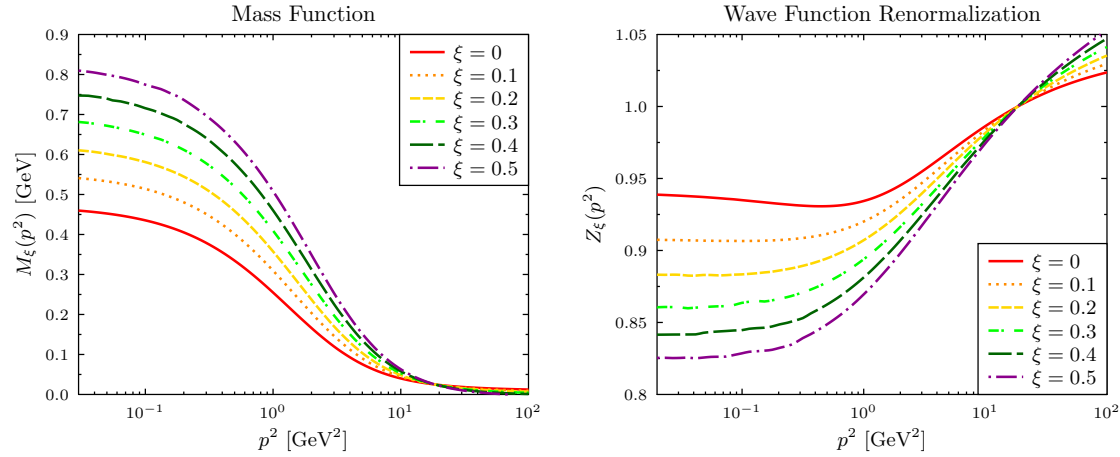 Mass Function
M_ξ(p²) [GeV]
0.9
0.8
0.7
0.6
0.5
0.4
0.3
0.2
0.1
0.0
10⁻¹ 10⁰ 10¹ 10²
p² [GeV²]
ξ = 0
ξ = 0.1
ξ = 0.2
ξ = 0.3
ξ = 0.4
ξ = 0.5
Wave Function Renormalization
Z_ξ(p²)
1.05
1.0
0.95
0.9
0.85
0.8
10⁻¹ 10⁰ 10¹ 10²
p² [GeV²]
ξ = 0
ξ = 0.1
ξ = 0.2
ξ = 0.3
ξ = 0.4
ξ = 0.5